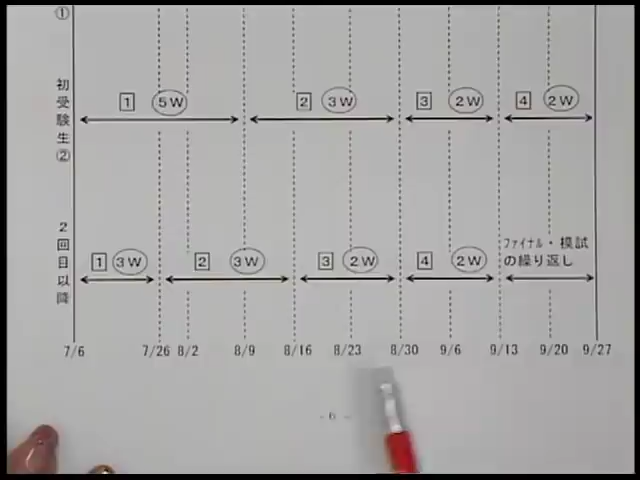 ①
初受験生②
1 5W 2 3W 3 2W 4 2W
2回目以降
1 3W 2 3W 3 2W 4 2W
ファイナル・模試
の繰り返し
7/6 7/26 8/2 8/9 8/16 8/23 8/30 9/6 9/13 9/20 9/27
- 6 -